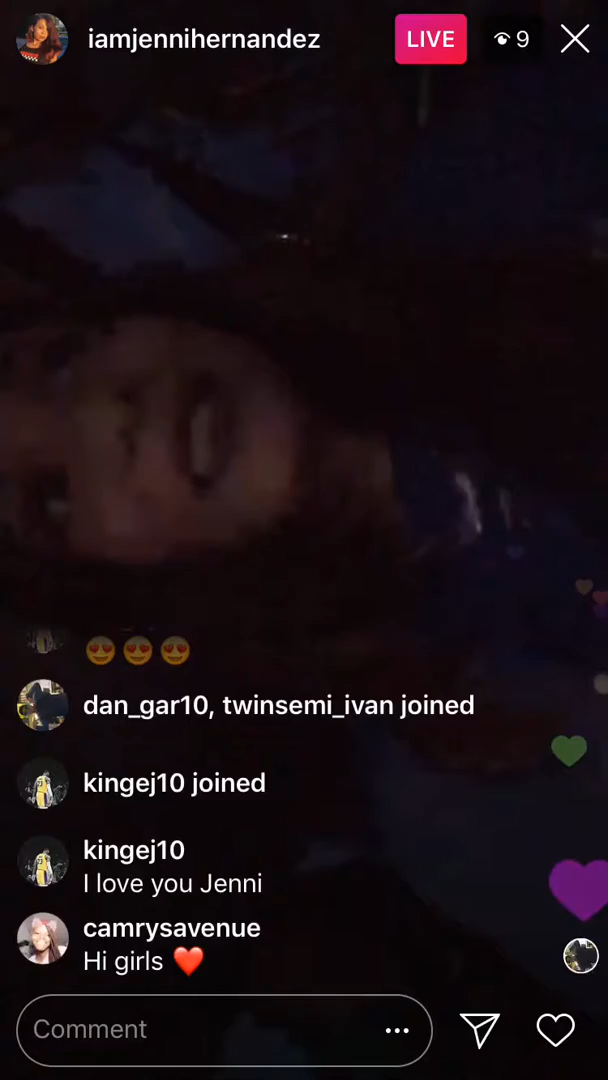 iamjennihernandez
LIVE
9
😍😍😍
dan_gar10, twinsemi_ivan joined
kingej10 joined
kingej10
I love you Jenni
camrysavenue
Hi girls ❤️
Comment